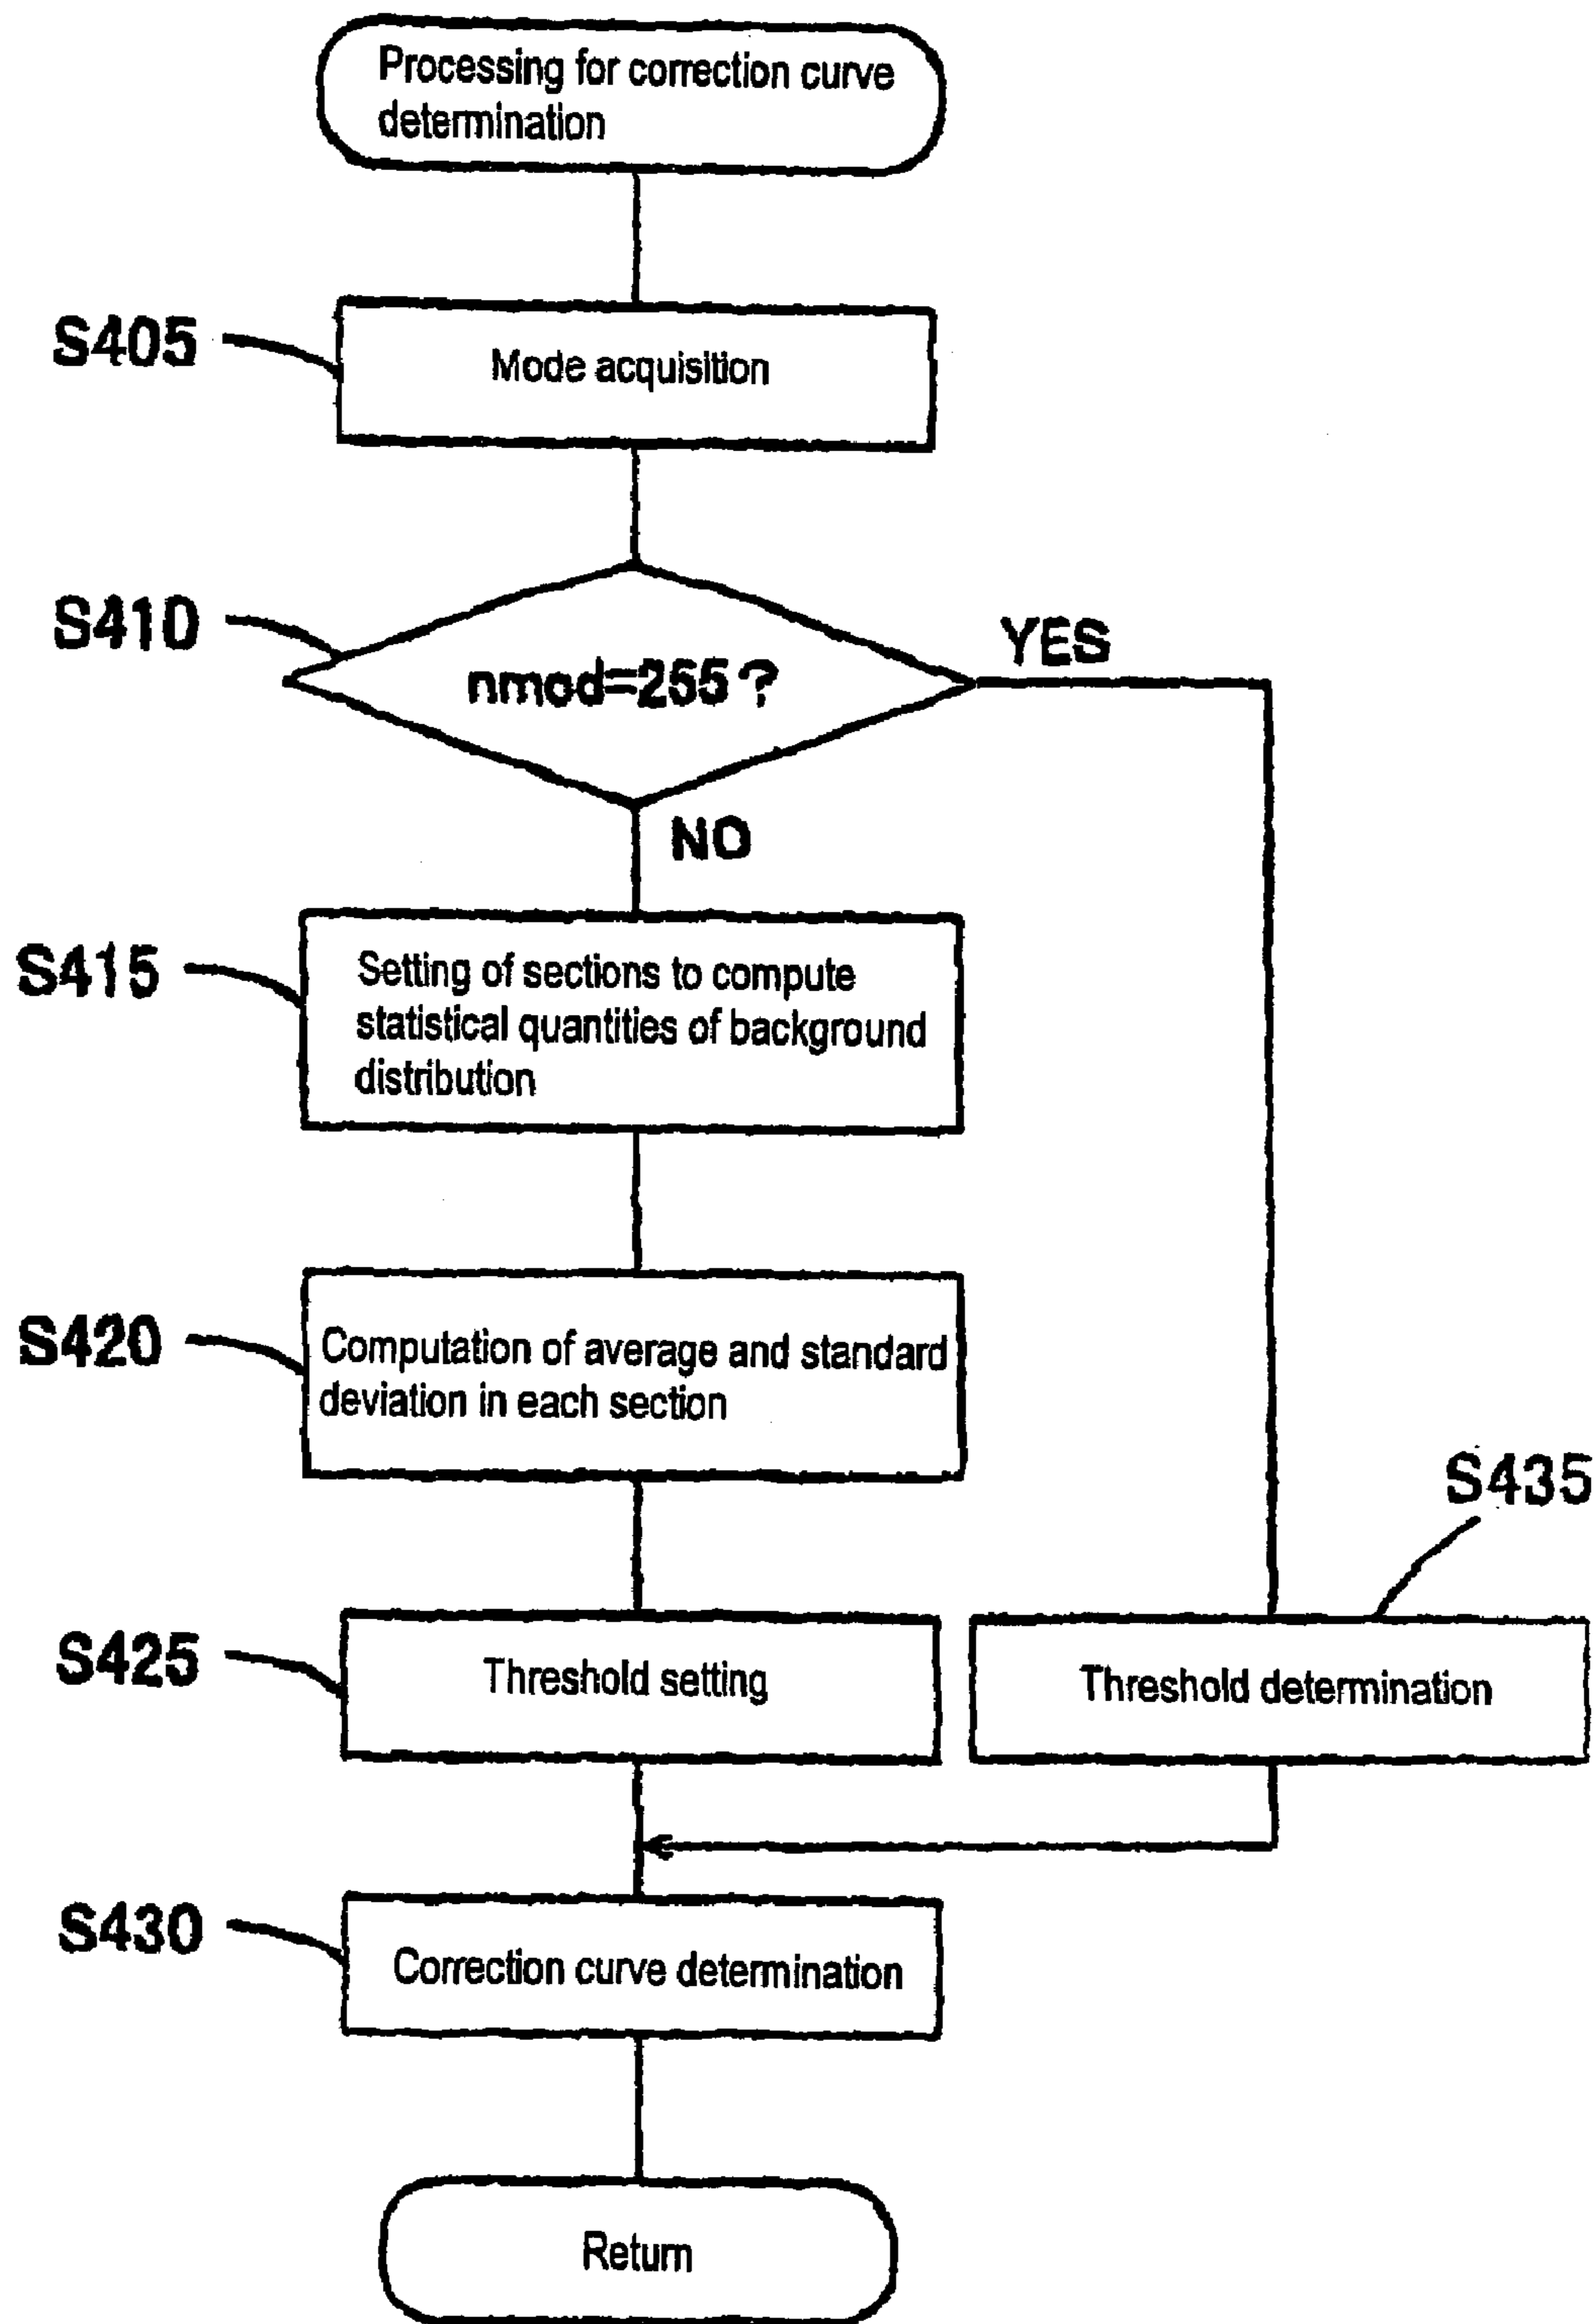 Processing for correction curve
determination
S405
Mode acquisition
S410
nmod=255?
YES
NO
S415
Setting of sections to compute
statistical quantities of background
distribution
S420
Computation of average and standard
deviation in each section
S435
S425
Threshold setting
Threshold determination
S430
Correction curve determination
Return